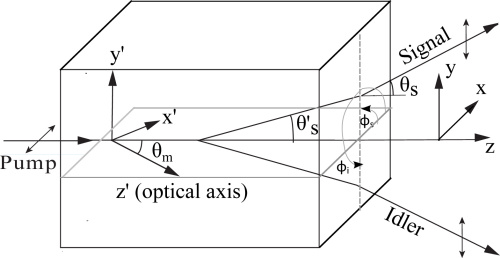 Signal
y'
θs
y
x
x'
θ's
ϕs
z
Pump
θm
ϕi
z' (optical axis)
Idler